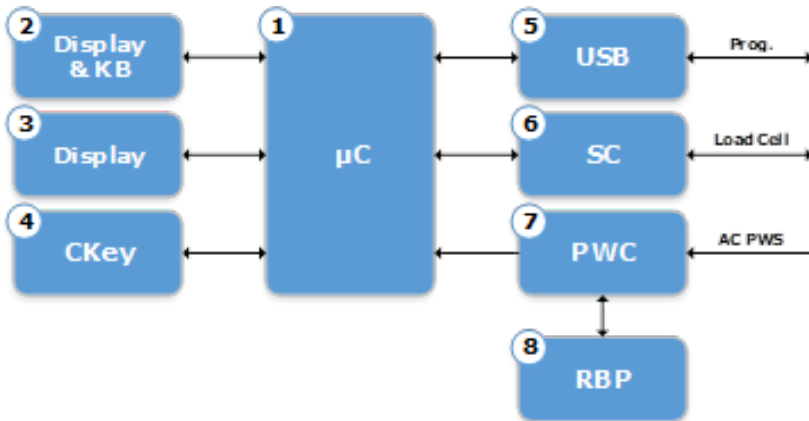 2
Display
& KB
1
µC
5
USB
Prog.
3
Display
6
SC
Load Cell
4
CKey
7
PWC
AC PWS
8
RBP